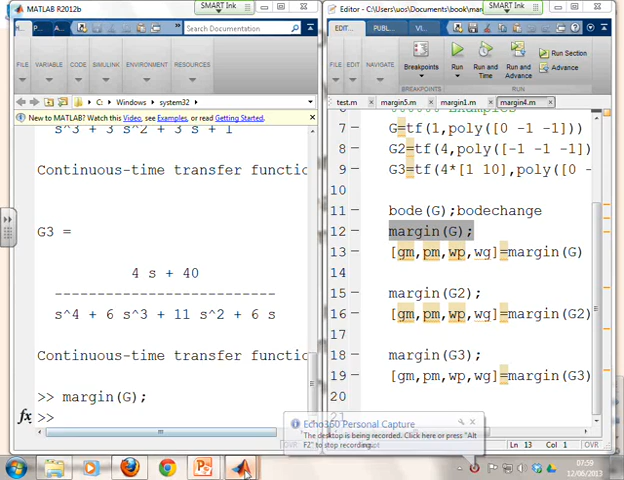 MATLAB R2012b
SMART Ink
Search Documentation
FILE
VARIABLE
CODE
SIMULINK
ENVIRONMENT
RESOURCES
C: Windows system32
New to MATLAB? Watch this Video, see Examples, or read Getting Started.
s^3 + 3 s^2 + 3 s + 1
Continuous-time transfer functio
G3 =
4 s + 40
---------------------------
s^4 + 6 s^3 + 11 s^2 + 6 s
Continuous-time transfer functio
>> margin(G);
fx >>
OVR
Editor - C:\Users\uos\Documents\book\mar
SMART Ink
EDIT...
PUBL...
VI...
FILE
EDIT
NAVIGATE
Breakpoints
Run
Run and Time
Run and Advance
Run Section
Advance
BREAKPOINTS
RUN
test.m
margin5.m
margin1.m
margin4.m
7 G=tf(1,poly([0 -1 -1]))
8 G2=tf(4,poly([-1 -1 -1]
9 G3=tf(4*[1 10],poly([0 -
10
11 bode(G);bodechange
12 margin(G);
13 [gm,pm,wp,wg]=margin(G)
14
15 margin(G2);
16 [gm,pm,wp,wg]=margin(G2)
17
18 margin(G3);
19 [gm,pm,wp,wg]=margin(G3)
20
21
Echo360 Personal Capture
The desktop is being recorded. Click here or press "Alt
F2" to stop recording.
Ln 13 Col 1
OVR
07:59
12/06/2013